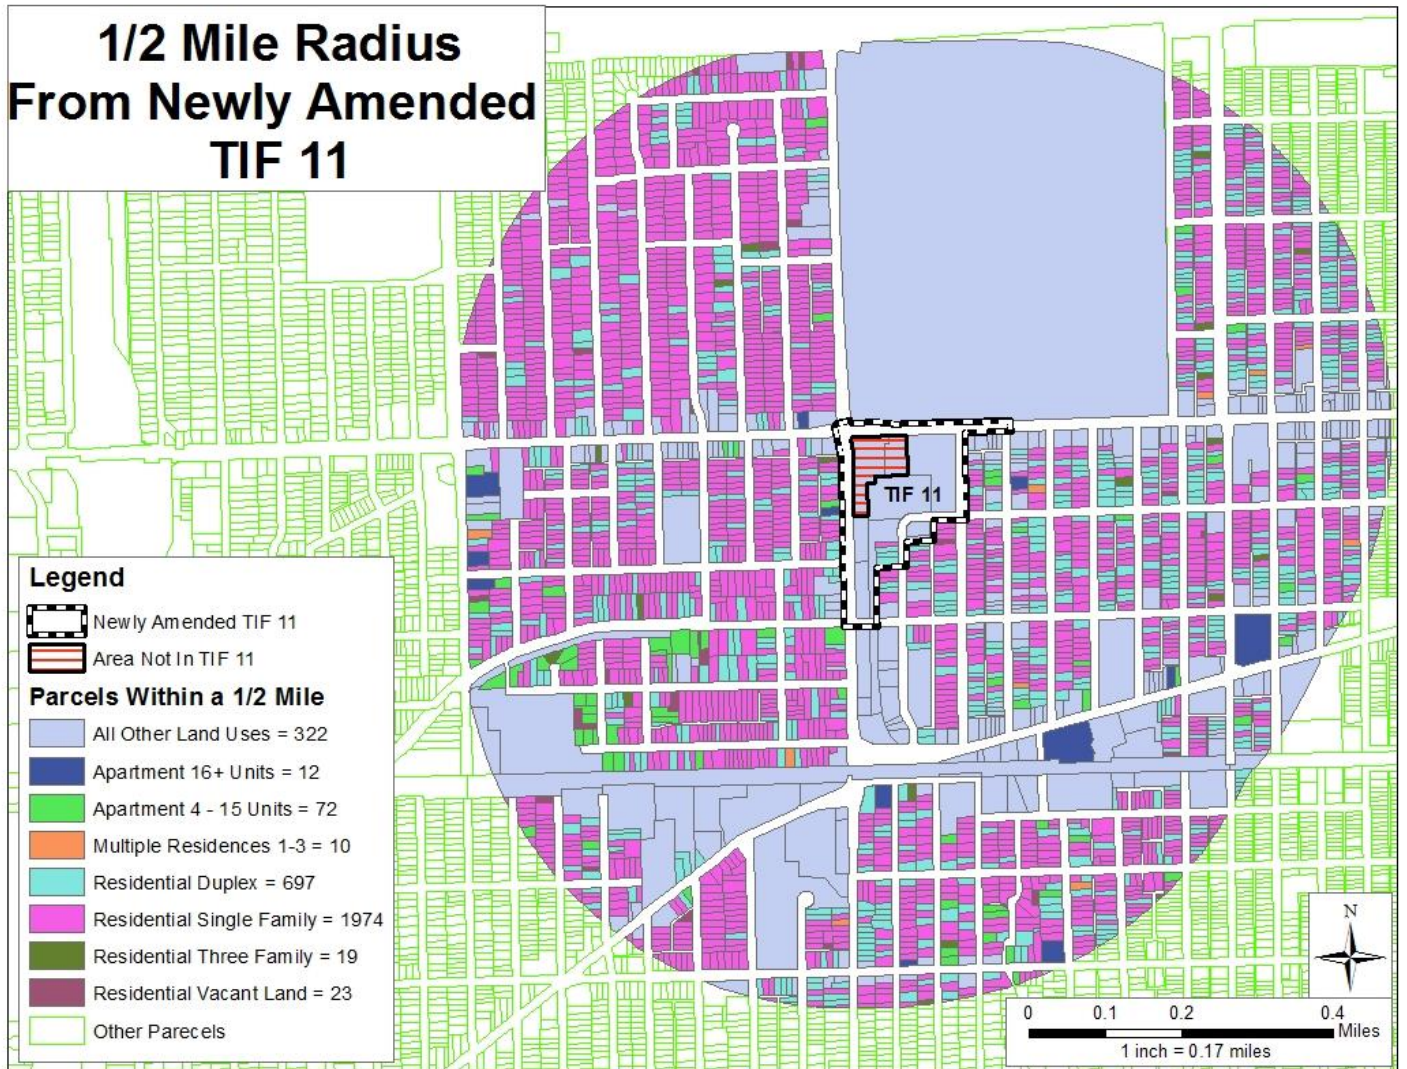 1/2 Mile Radius
From Newly Amended
TIF 11
TIF 11
Legend
Newly Amended TIF 11
Area Not In TIF 11
Parcels Within a 1/2 Mile
All Other Land Uses = 322
Apartment 16+ Units = 12
Apartment 4 - 15 Units = 72
Multiple Residences 1-3 = 10
Residential Duplex = 697
Residential Single Family = 1974
Residential Three Family = 19
Residential Vacant Land = 23
Other Parecels
N
0 0.1 0.2 0.4
Miles
1 inch = 0.17 miles